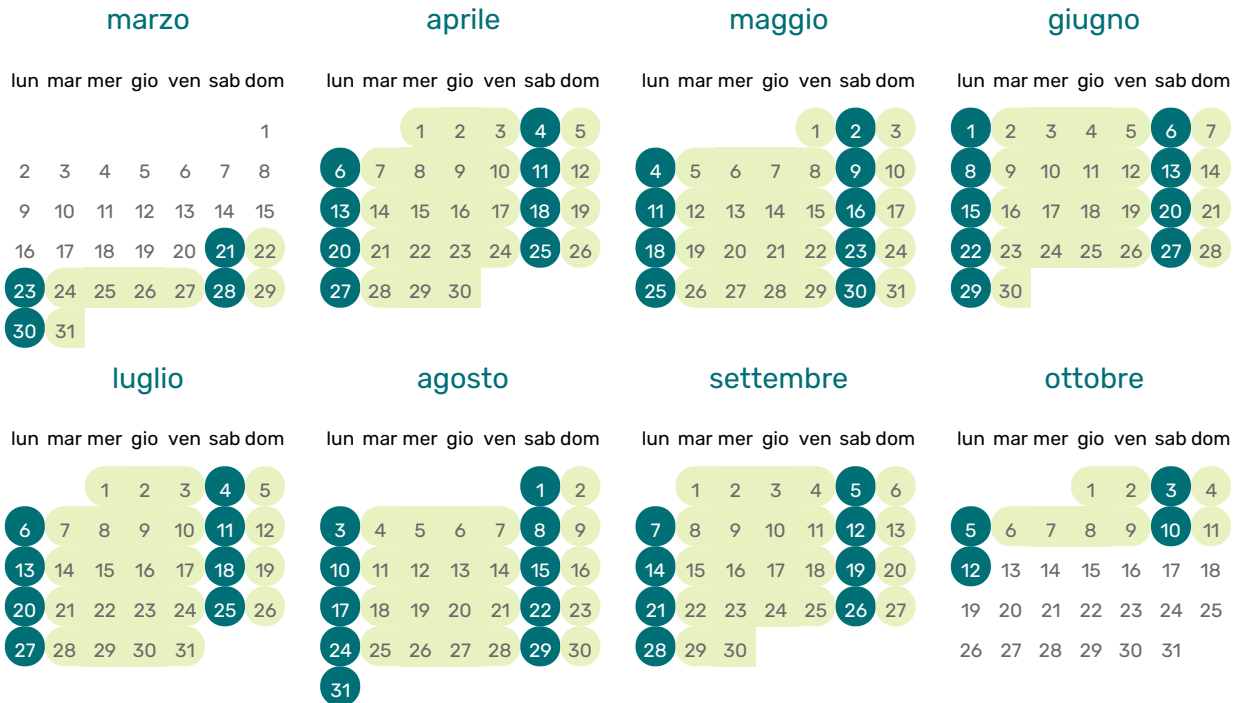 marzo aprile maggio giugno
lun mar mer gio ven sab dom lun mar mer gio ven sab dom lun mar mer gio ven sab dom lun mar mer gio ven sab dom
1 1 2 3 4 5 1 2 3 1 2 3 4 5 6 7
2 3 4 5 6 7 8 6 7 8 9 10 11 12 4 5 6 7 8 9 10 8 9 10 11 12 13 14
9 10 11 12 13 14 15 13 14 15 16 17 18 19 11 12 13 14 15 16 17 15 16 17 18 19 20 21
16 17 18 19 20 21 22 20 21 22 23 24 25 26 18 19 20 21 22 23 24 22 23 24 25 26 27 28
23 24 25 26 27 28 29 27 28 29 30 25 26 27 28 29 30 31 29 30
30 31
luglio agosto settembre ottobre
lun mar mer gio ven sab dom lun mar mer gio ven sab dom lun mar mer gio ven sab dom lun mar mer gio ven sab dom
1 2 3 4 5 1 2 1 2 3 4 5 6 1 2 3 4
6 7 8 9 10 11 12 3 4 5 6 7 8 9 7 8 9 10 11 12 13 5 6 7 8 9 10 11
13 14 15 16 17 18 19 10 11 12 13 14 15 16 14 15 16 17 18 19 20 12 13 14 15 16 17 18
20 21 22 23 24 25 26 17 18 19 20 21 22 23 21 22 23 24 25 26 27 19 20 21 22 23 24 25
27 28 29 30 31 24 25 26 27 28 29 30 28 29 30 26 27 28 29 30 31
31